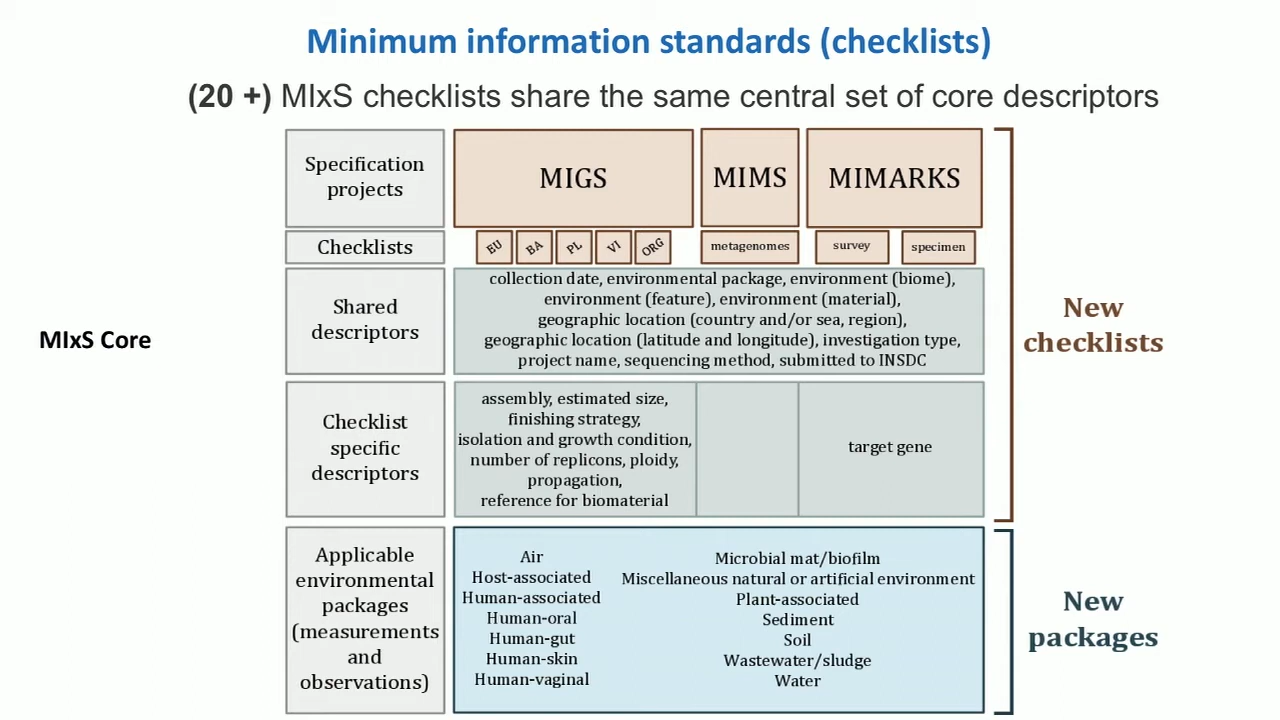 Minimum information standards (checklists)
(20 +) MIxS checklists share the same central set of core descriptors
Specification
projects
MIGS
MIMS
MIMARKS
Checklists
EU
BA
PL
VI
ORG
metagenomes
survey
specimen
MIxS Core
Shared
descriptors
collection date, environmental package, environment (biome),
environment (feature), environment (material),
geographic location (country and/or sea, region),
geographic location (latitude and longitude), investigation type,
project name, sequencing method, submitted to INSDC
New
checklists
Checklist
specific
descriptors
assembly, estimated size,
finishing strategy,
isolation and growth condition,
number of replicons, ploidy,
propagation,
reference for biomaterial
target gene
Applicable
environmental
packages
(measurements
and
observations)
Air
Host-associated
Human-associated
Human-oral
Human-gut
Human-skin
Human-vaginal
Microbial mat/biofilm
Miscellaneous natural or artificial environment
Plant-associated
Sediment
Soil
Wastewater/sludge
Water
New
packages